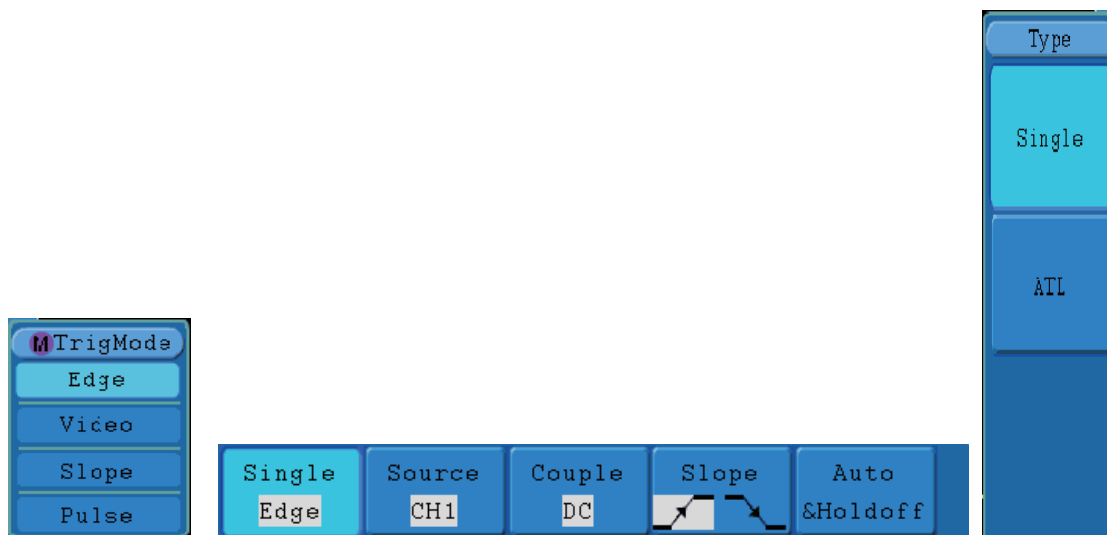 M TrigMode
Edge
Video
Slope
Pulse
Single
Edge
Source
CH1
Couple
DC
Slope
Auto
&Holdoff
Type
Single
ATL